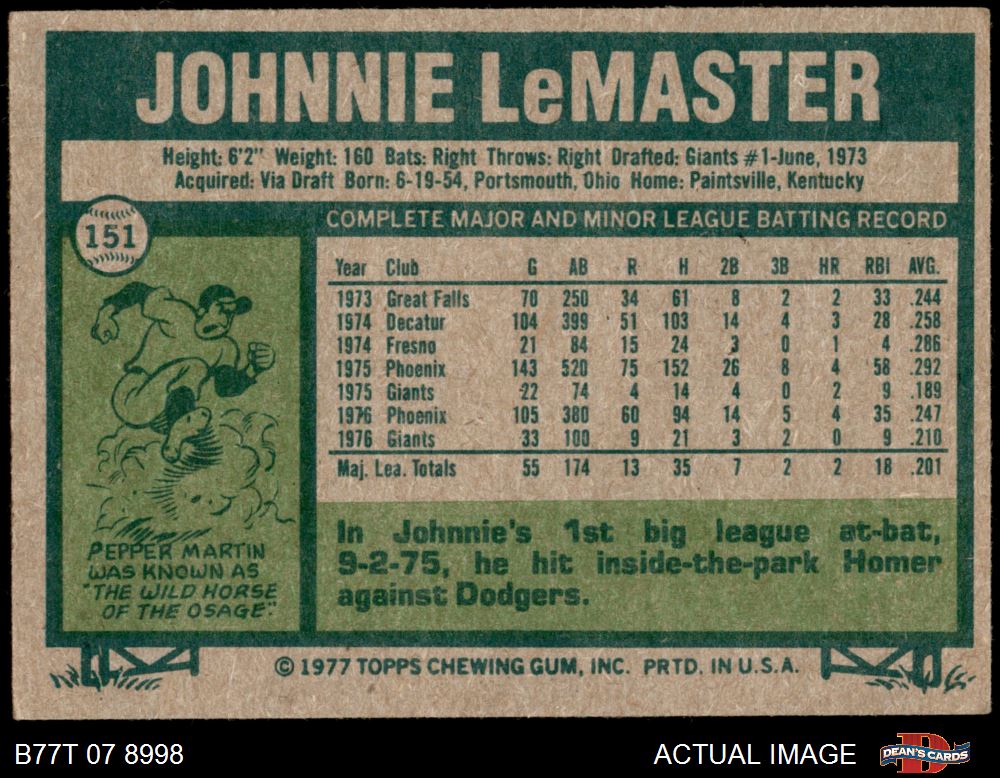 JOHNNIE LeMASTER
Height: 6'2" Weight: 160 Bats: Right Throws: Right Drafted: Giants #1-June, 1973
Acquired: Via Draft Born: 6-19-54, Portsmouth, Ohio Home: Paintsville, Kentucky
151
COMPLETE MAJOR AND MINOR LEAGUE BATTING RECORD
Year Club G AB R H 2B 3B HR RBI AVG.
1973 Great Falls 70 250 34 61 8 2 2 33 .244
1974 Decatur 104 399 51 103 14 4 3 28 .258
1974 Fresno 21 84 15 24 3 0 1 4 .286
1975 Phoenix 143 520 75 152 26 8 4 58 .292
1975 Giants 22 74 4 14 4 0 2 9 .189
1976 Phoenix 105 380 60 94 14 5 4 35 .247
1976 Giants 33 100 9 21 3 2 0 9 .210
Maj. Lea. Totals 55 174 13 35 7 2 2 18 .201
In Johnnie's 1st big league at-bat,
9-2-75, he hit inside-the-park Homer
against Dodgers.
PEPPER MARTIN
WAS KNOWN AS
"THE WILD HORSE
OF THE OSAGE."
© 1977 TOPPS CHEWING GUM, INC. PRTD. IN U.S.A.
B77T 07 8998
ACTUAL IMAGE
D
DEAN'S CARDS